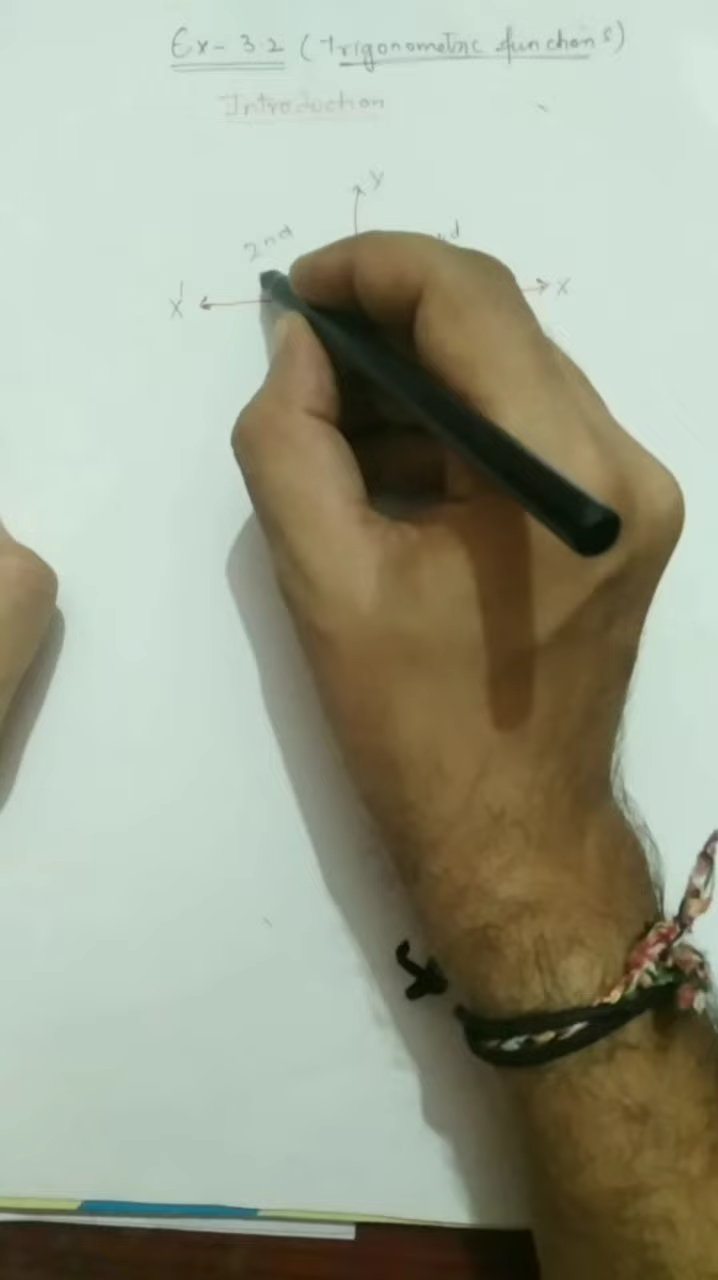 Ex - 3.2 (Trigonometric functions)
Introduction
Y
2nd
X' X